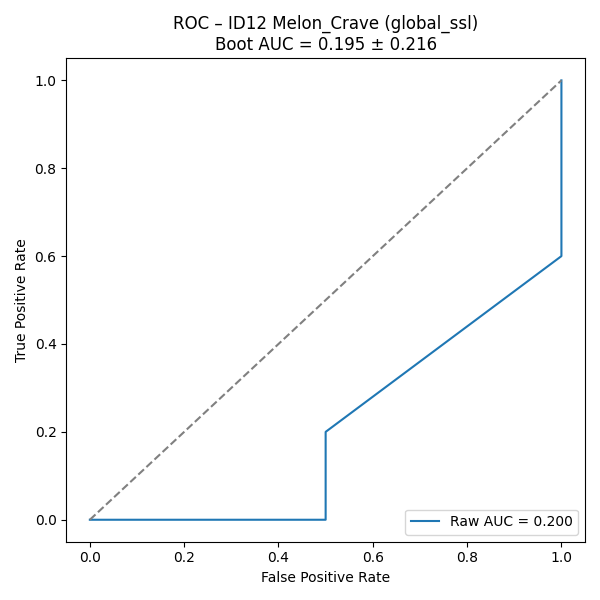 ROC – ID12 Melon_Crave (global_ssl)
Boot AUC = 0.195 ± 0.216
True Positive Rate
1.0
0.8
0.6
0.4
0.2
0.0
Raw AUC = 0.200
0.0 0.2 0.4 0.6 0.8 1.0
False Positive Rate